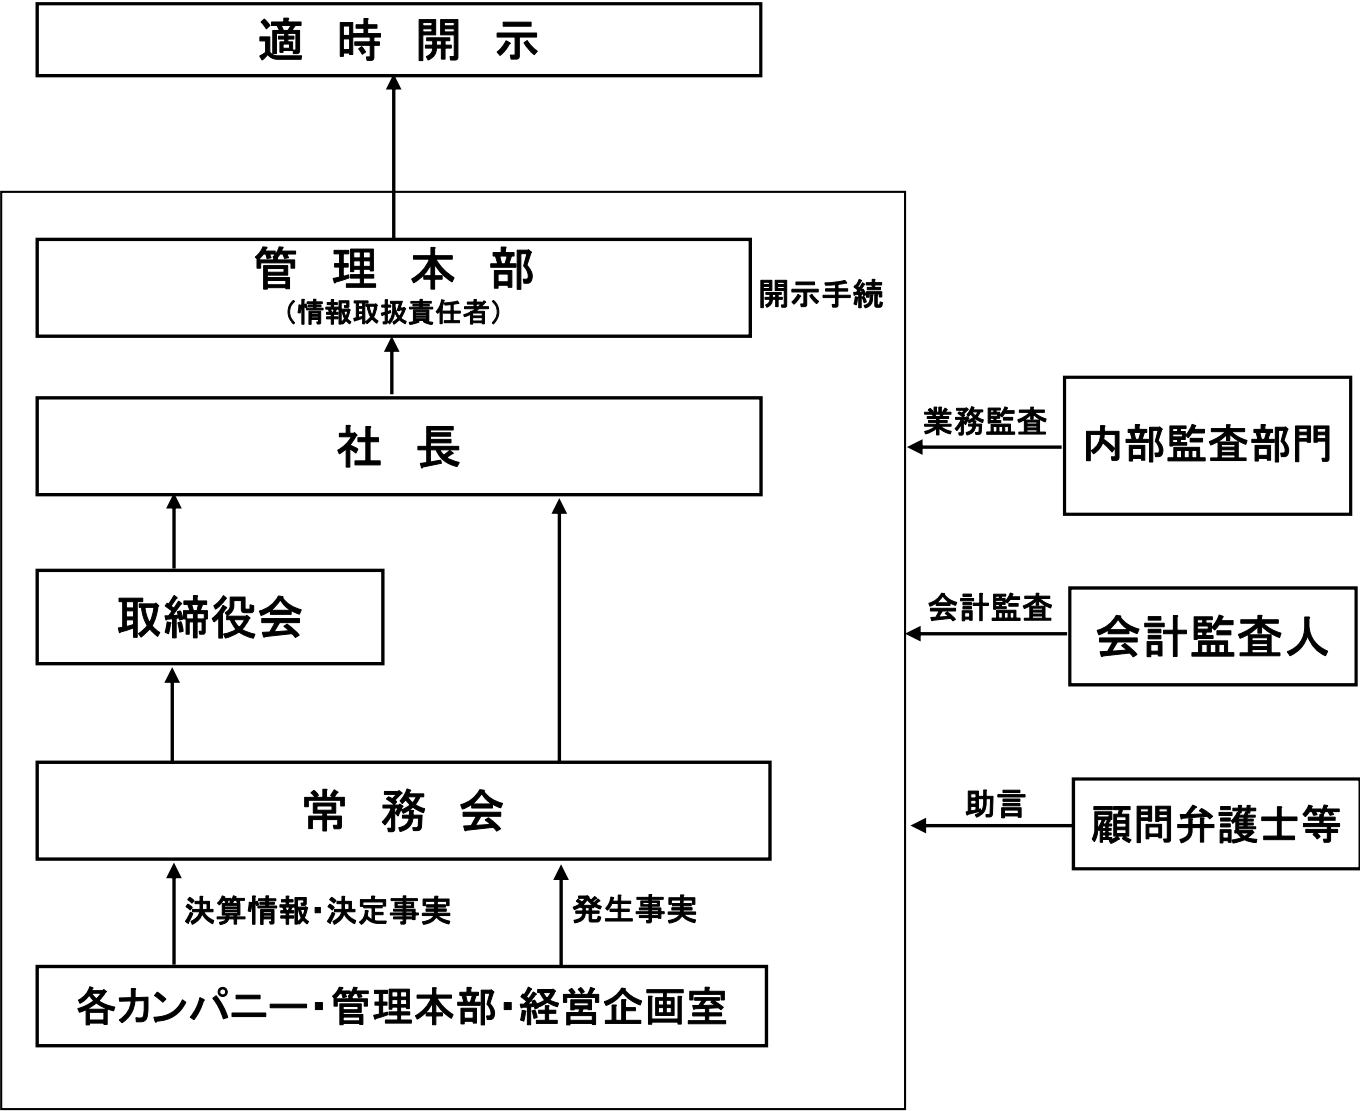 適時開示
管理本部
（情報取扱責任者）
開示手続
社長
業務監査
内部監査部門
取締役会
会計監査
会計監査人
常務会
助言
顧問弁護士等
決算情報・決定事実
発生事実
各カンパニー・管理本部・経営企画室